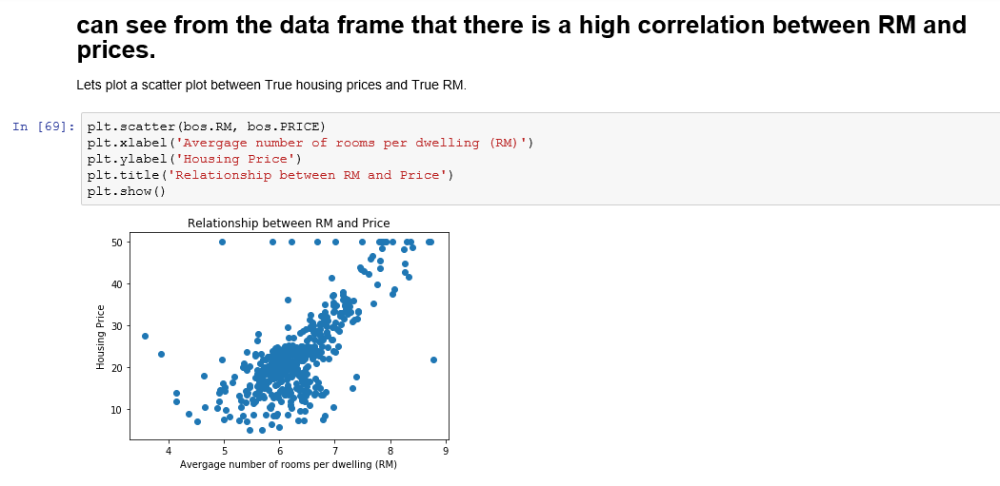 can see from the data frame that there is a high correlation between RM and
prices.
Lets plot a scatter plot between True housing prices and True RM.
In [69]:
plt.scatter(bos.RM, bos.PRICE)
plt.xlabel('Avergage number of rooms per dwelling (RM)')
plt.ylabel('Housing Price')
plt.title('Relationship between RM and Price')
plt.show()
Relationship between RM and Price
Housing Price
50
40
30
20
10
4 5 6 7 8 9
Avergage number of rooms per dwelling (RM)